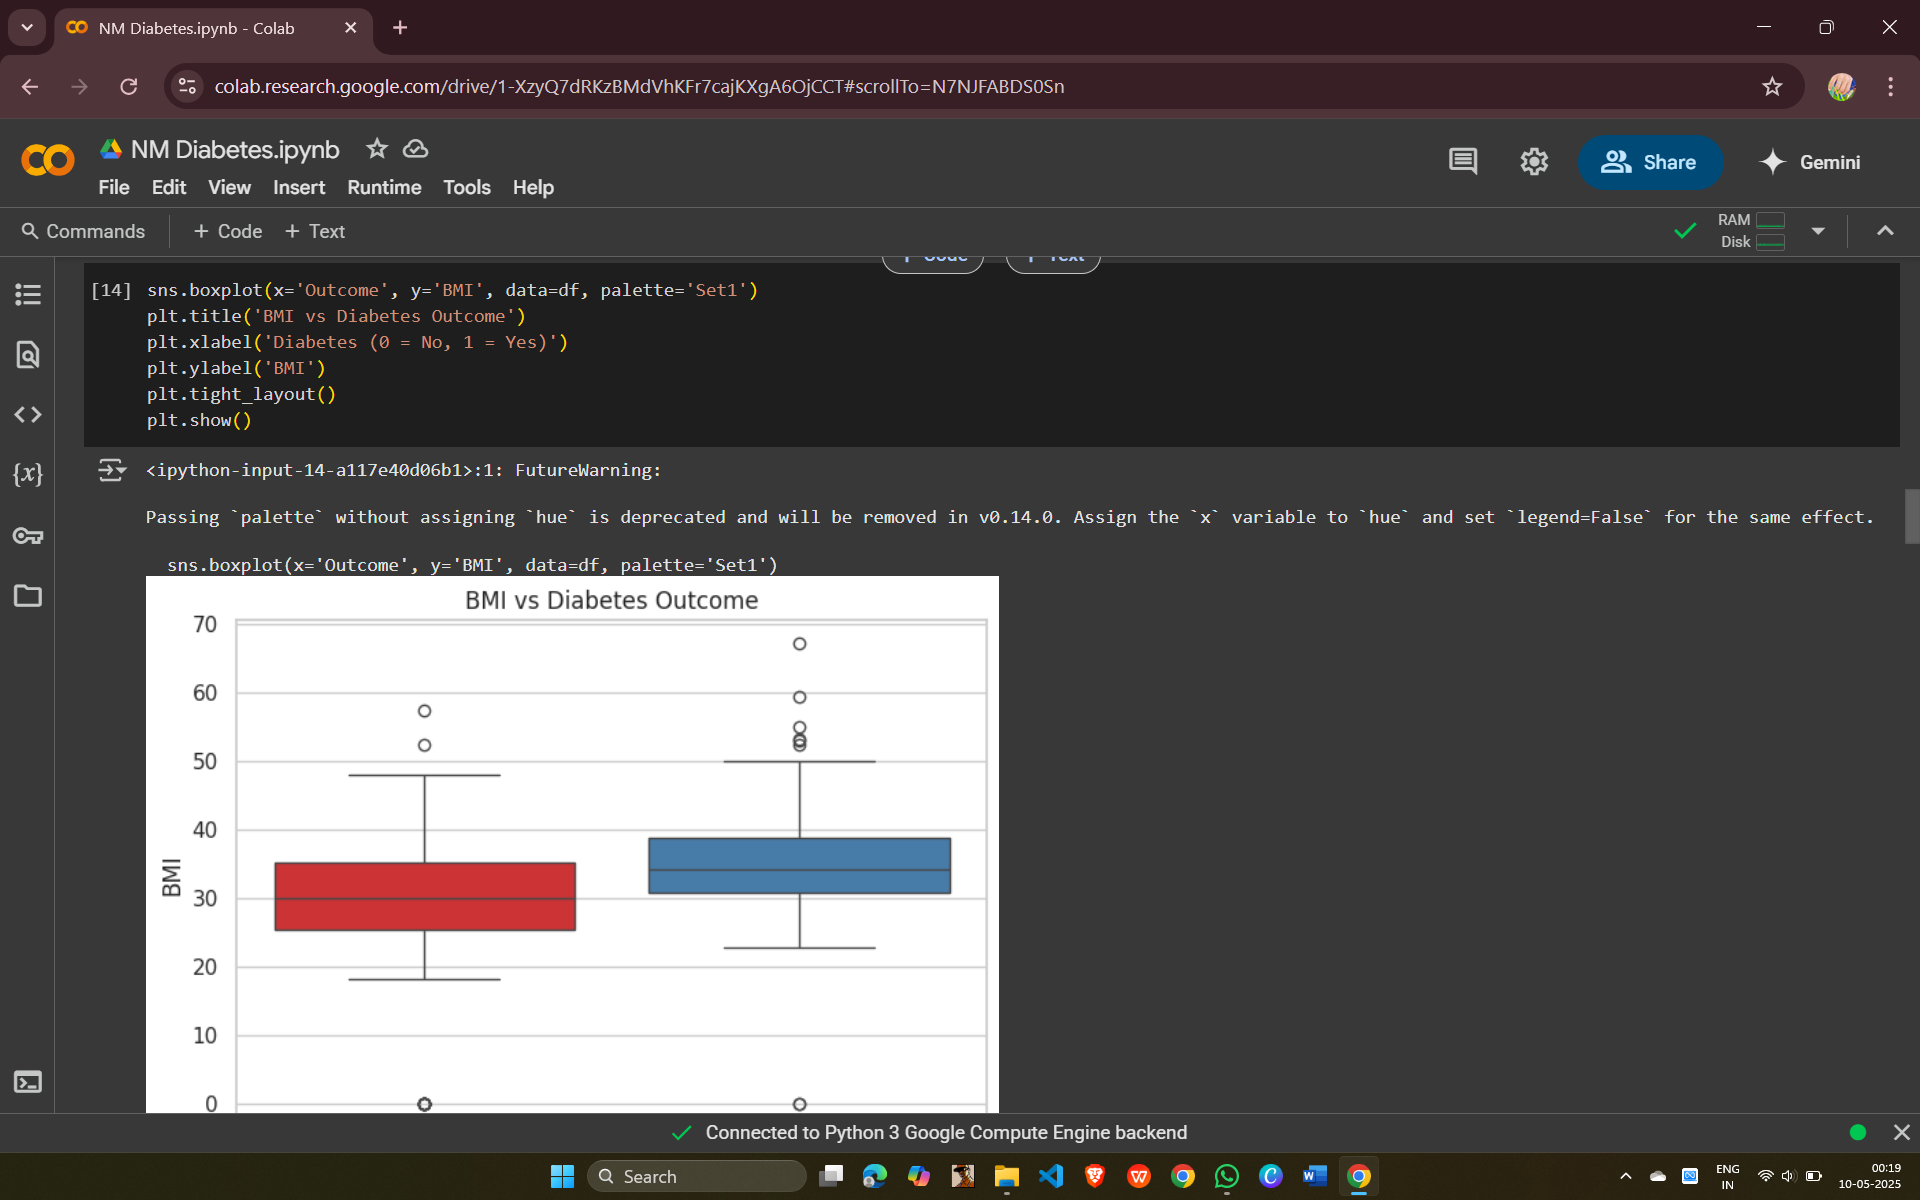 NM Diabetes.ipynb - Colab
colab.research.google.com/drive/1-XzyQ7dRKzBMdVhKFr7cajKXgA6OjCCT#scrollTo=N7NJFABDS0Sn
NM Diabetes.ipynb
File Edit View Insert Runtime Tools Help
Share
Gemini
Commands + Code + Text
RAM
Disk
+ Code + Text
[14] sns.boxplot(x='Outcome', y='BMI', data=df, palette='Set1')
plt.title('BMI vs Diabetes Outcome')
plt.xlabel('Diabetes (0 = No, 1 = Yes)')
plt.ylabel('BMI')
plt.tight_layout()
plt.show()
<ipython-input-14-a117e40d06b1>:1: FutureWarning:
Passing `palette` without assigning `hue` is deprecated and will be removed in v0.14.0. Assign the `x` variable to `hue` and set `legend=False` for the same effect.
sns.boxplot(x='Outcome', y='BMI', data=df, palette='Set1')
BMI vs Diabetes Outcome
70
60
50
40
30
20
10
0
BMI
Connected to Python 3 Google Compute Engine backend
Search
ENG
IN
00:19
10-05-2025